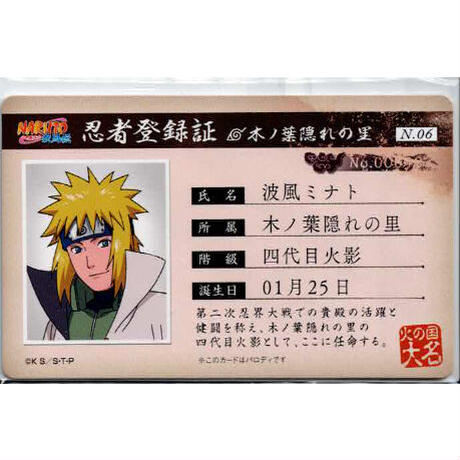 NARUTO 疾風伝
忍者登録証 木ノ葉隠れの里 N.06
氏名 波風ミナト
所属 木ノ葉隠れの里
階級 四代目火影
誕生日 01月25日
第二次忍界大戦での貴殿の活躍と
健闘を称え、木ノ葉隠れの里の
四代目火影として、ここに任命する。
火の国
大名
©K S/S・T・P
※このカードはパロディです